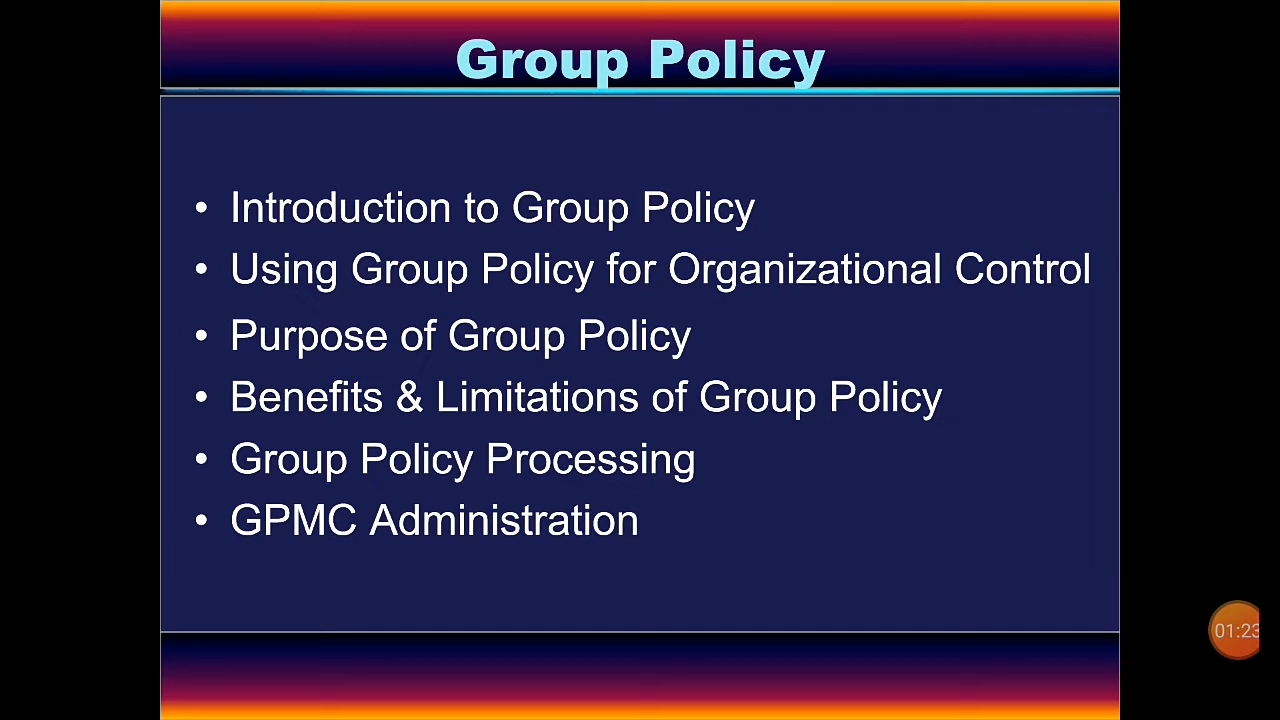 Group Policy
• Introduction to Group Policy
• Using Group Policy for Organizational Control
• Purpose of Group Policy
• Benefits & Limitations of Group Policy
• Group Policy Processing
• GPMC Administration
01:23